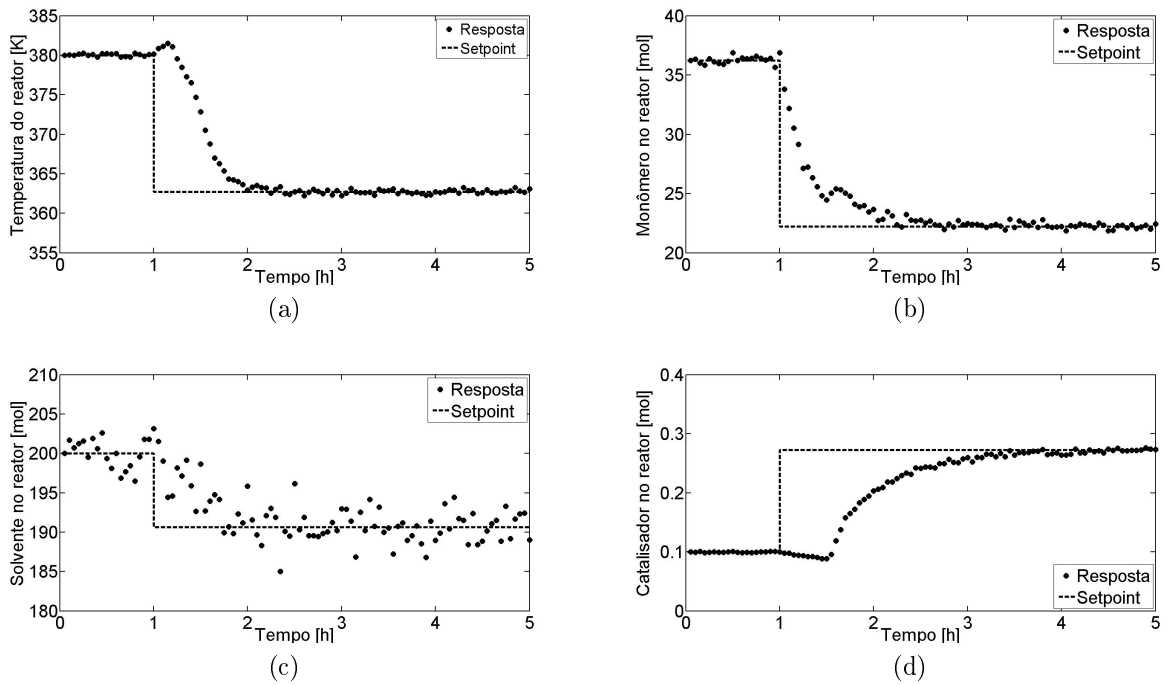 385
380
375
370
365
360
355
Temperatura do reator [K]
Resposta
Setpoint
0 1 2 3 4 5
Tempo [h]
(a)
40
35
30
25
20
Monômero no reator [mol]
Resposta
Setpoint
0 1 2 3 4 5
Tempo [h]
(b)
210
205
200
195
190
185
180
Solvente no reator [mol]
Resposta
Setpoint
0 1 2 3 4 5
Tempo [h]
(c)
0.4
0.3
0.2
0.1
0
Catalisador no reator [mol]
Resposta
Setpoint
0 1 2 3 4 5
Tempo [h]
(d)